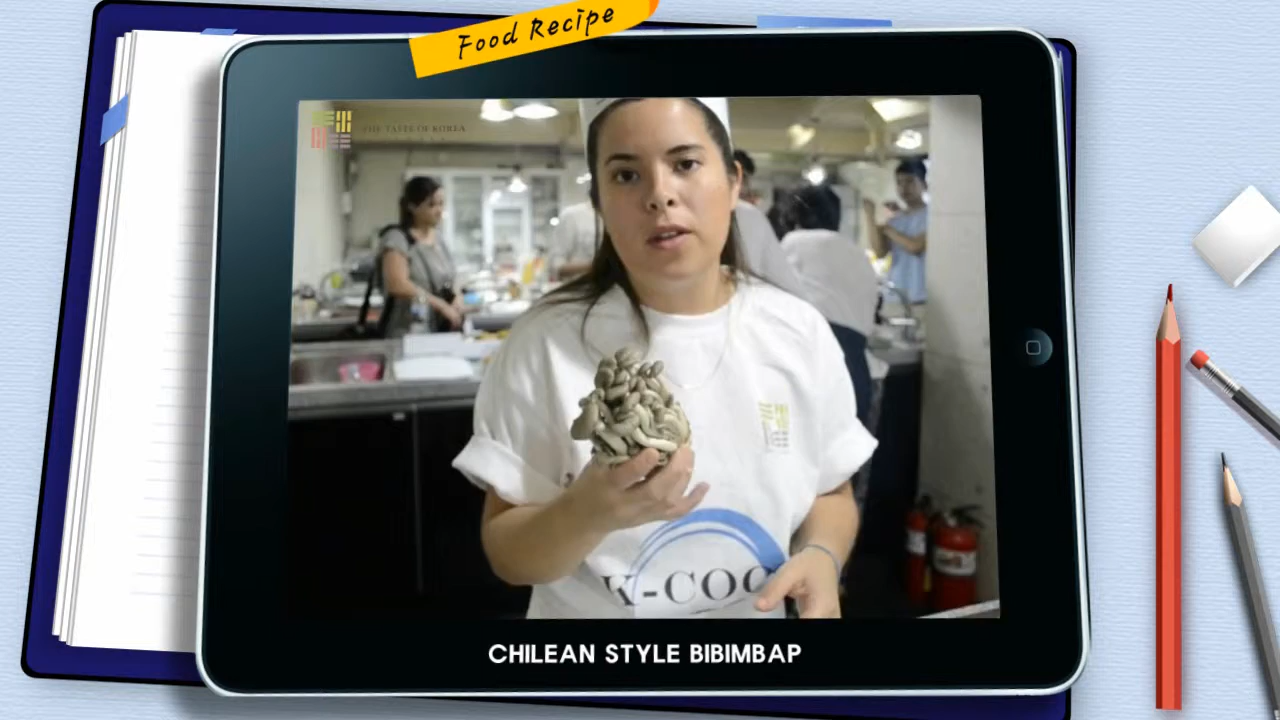 Food Recipe
THE TASTE OF KOREA
K-COO
CHILEAN STYLE BIBIMBAP